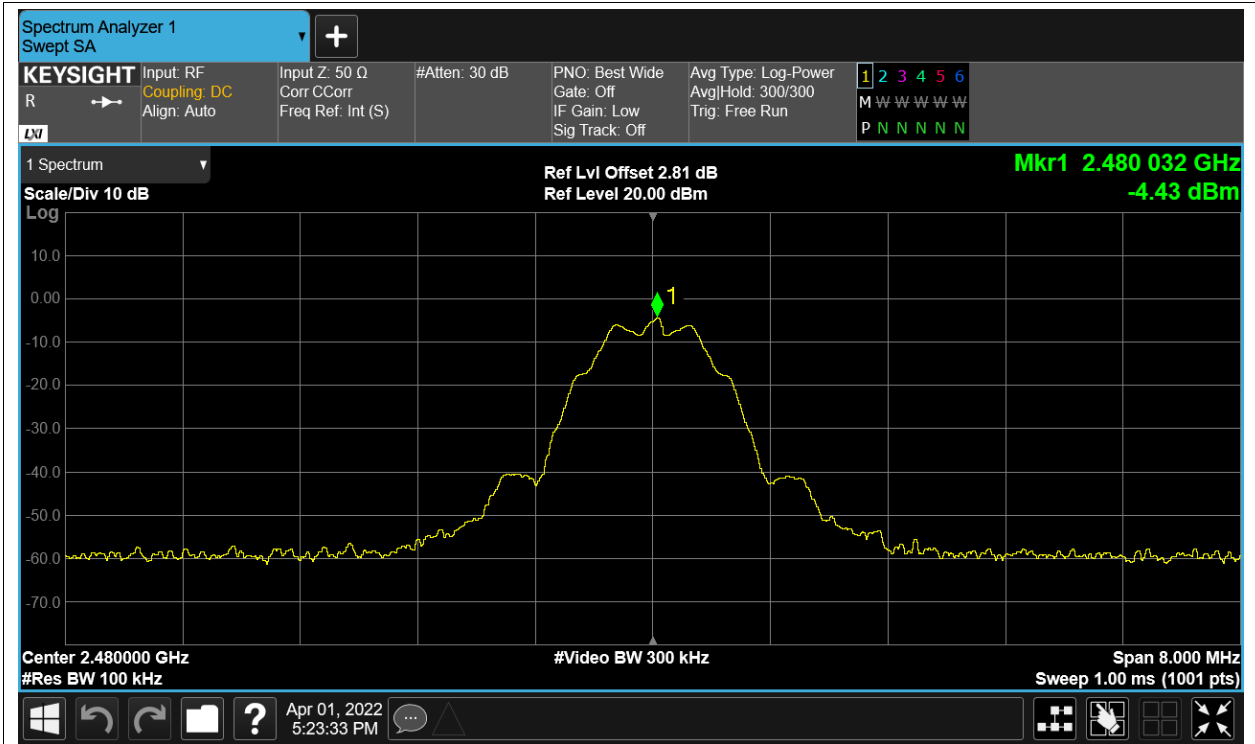 Spectrum Analyzer 1
Swept SA
KEYSIGHT
R
LXI
Input: RF
Coupling: DC
Align: Auto
Input Z: 50 Ω
Corr CCorr
Freq Ref: Int (S)
#Atten: 30 dB
PNO: Best Wide
Gate: Off
IF Gain: Low
Sig Track: Off
Avg Type: Log-Power
Avg|Hold: 300/300
Trig: Free Run
1 2 3 4 5 6
M W W W W W
P N N N N N
1 Spectrum
Scale/Div 10 dB
Log
Ref Lvl Offset 2.81 dB
Ref Level 20.00 dBm
Mkr1 2.480 032 GHz
-4.43 dBm
1
10.0
0.00
-10.0
-20.0
-30.0
-40.0
-50.0
-60.0
-70.0
Center 2.480000 GHz
#Res BW 100 kHz
#Video BW 300 kHz
Span 8.000 MHz
Sweep 1.00 ms (1001 pts)
?
Apr 01, 2022
5:23:33 PM